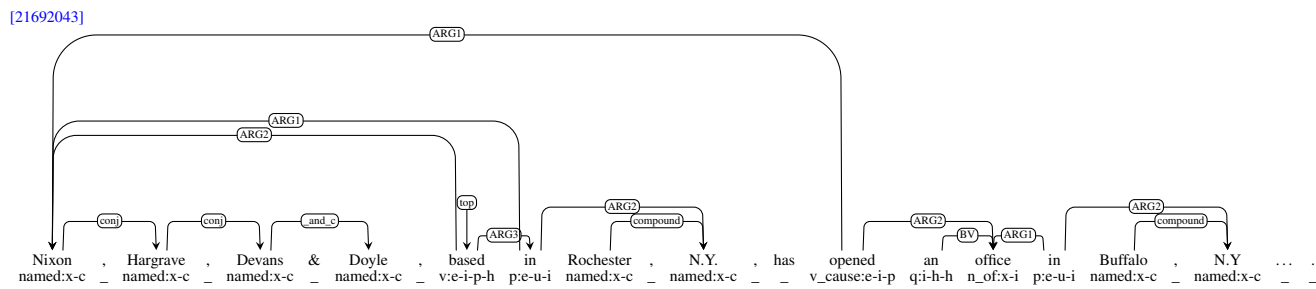 [21692043]
ARG1
ARG1
ARG2
top
ARG2 ARG2
conj conj _and_c compound ARG2 compound
ARG3 BV ARG1
Nixon , Hargrave , Devans & Doyle , based in Rochester , N.Y. , has opened an office in Buffalo , N.Y … .
named:x-c _ named:x-c _ named:x-c _ named:x-c _ v:e-i-p-h p:e-u-i named:x-c _ named:x-c _ _ v_cause:e-i-p q:i-h-h n_of:x-i p:e-u-i named:x-c _ named:x-c _ _